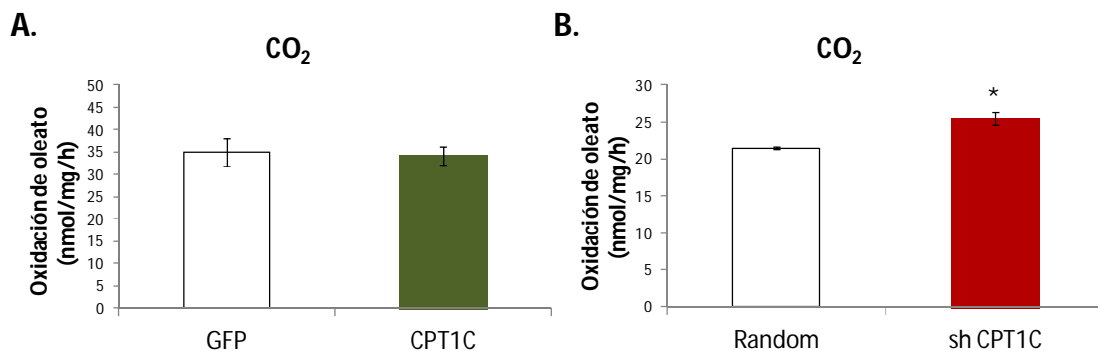 A.
CO₂
Oxidación de oleato
(nmol/mg/h)
50
45
40
35
30
25
20
15
10
5
0
GFP
CPT1C
B.
CO₂
Oxidación de oleato
(nmol/mg/h)
30
25
20
15
10
5
0
*
Random
sh CPT1C